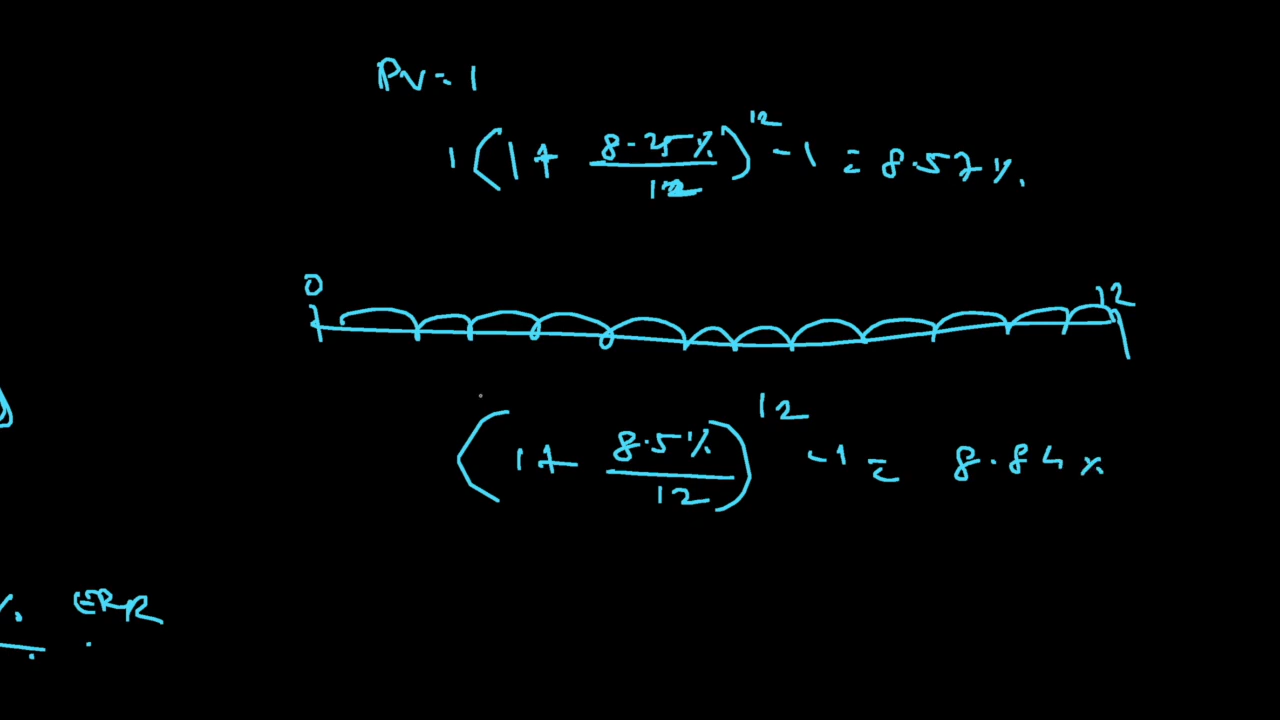 PV = 1
1 (1 + 8.25% / 12)^12 - 1 = 8.57%.
0 12
(1 + 8.5% / 12)^12 - 1 = 8.84%
%. ERR